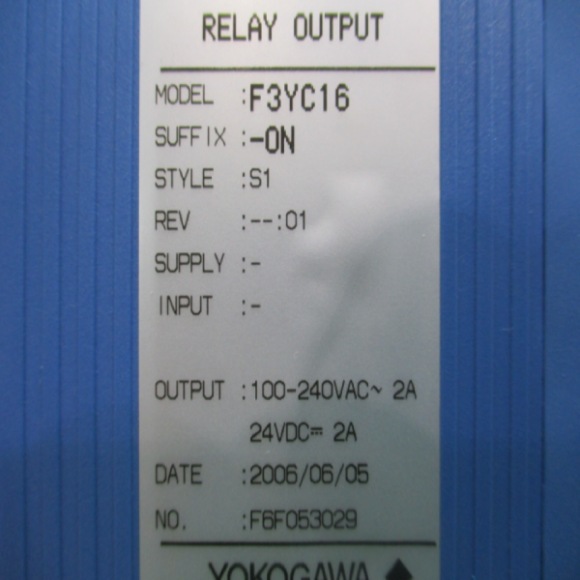 RELAY OUTPUT
MODEL :F3YC16
SUFFIX :-0N
STYLE :S1
REV :--:01
SUPPLY :-
INPUT :-
OUTPUT :100-240VAC~ 2A
24VDC⎓ 2A
DATE :2006/06/05
NO. :F6F053029
YOKOGAWA ◆